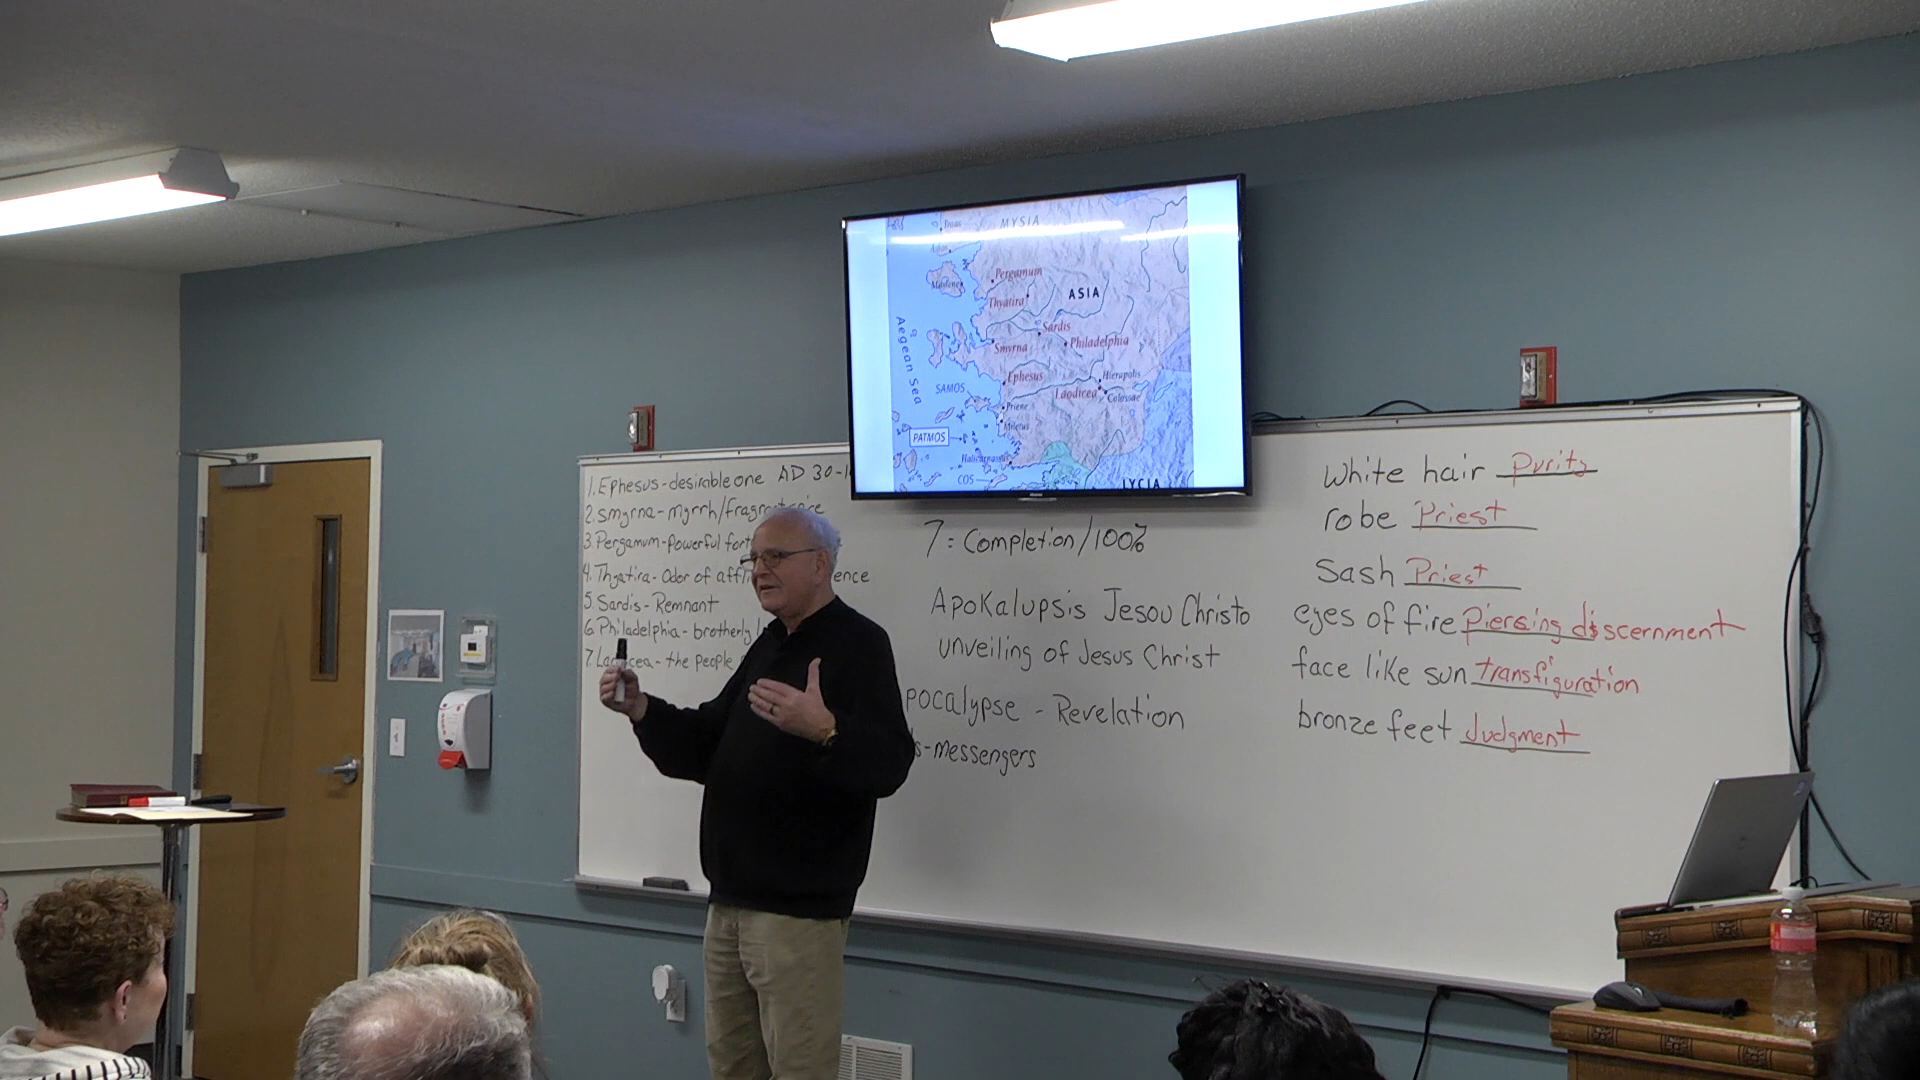 MYSIA
Pergamum
Thyatira
ASIA
Sardis
Smyrna
Philadelphia
Aegean Sea
Ephesus
Hierapolis
SAMOS
Laodicea
Colossae
Priene
Miletus
PATMOS
COS
LYCIA
1. Ephesus - desirable one AD 30-1
2. Smyrna - myrrh/fragrance
3. Pergamum - powerful fort
4. Thyatira - Odor of affli ence
5. Sardis - Remnant
6. Philadelphia - brotherly l
7. La cea - the people
7 = Completion/100%
Apokalupsis Jesou Christo
unveiling of Jesus Christ
pocalypse - Revelation
s - messengers
White hair Purity
robe Priest
Sash Priest
eyes of fire piercing discernment
face like sun transfiguration
bronze feet Judgment